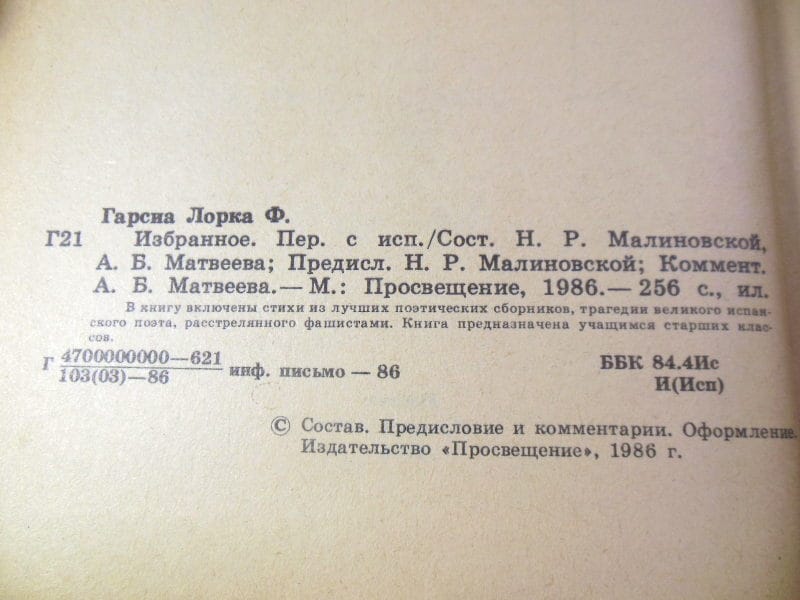 Гарсиа Лорка Ф.
Г21 Избранное. Пер. с исп./Сост. Н. Р. Малиновской,
А. Б. Матвеева; Предисл. Н. Р. Малиновской; Коммент.
А. Б. Матвеева.— М.: Просвещение, 1986.— 256 с., ил.
В книгу включены стихи из лучших поэтических сборников, трагедии великого испан-
ского поэта, расстрелянного фашистами. Книга предназначена учащимся старших клас-
сов.
Г 4700000000—621
103(03)—86 инф. письмо — 86
ББК 84.4Ис
И(Исп)
© Состав. Предисловие и комментарии. Оформление.
Издательство «Просвещение», 1986 г.